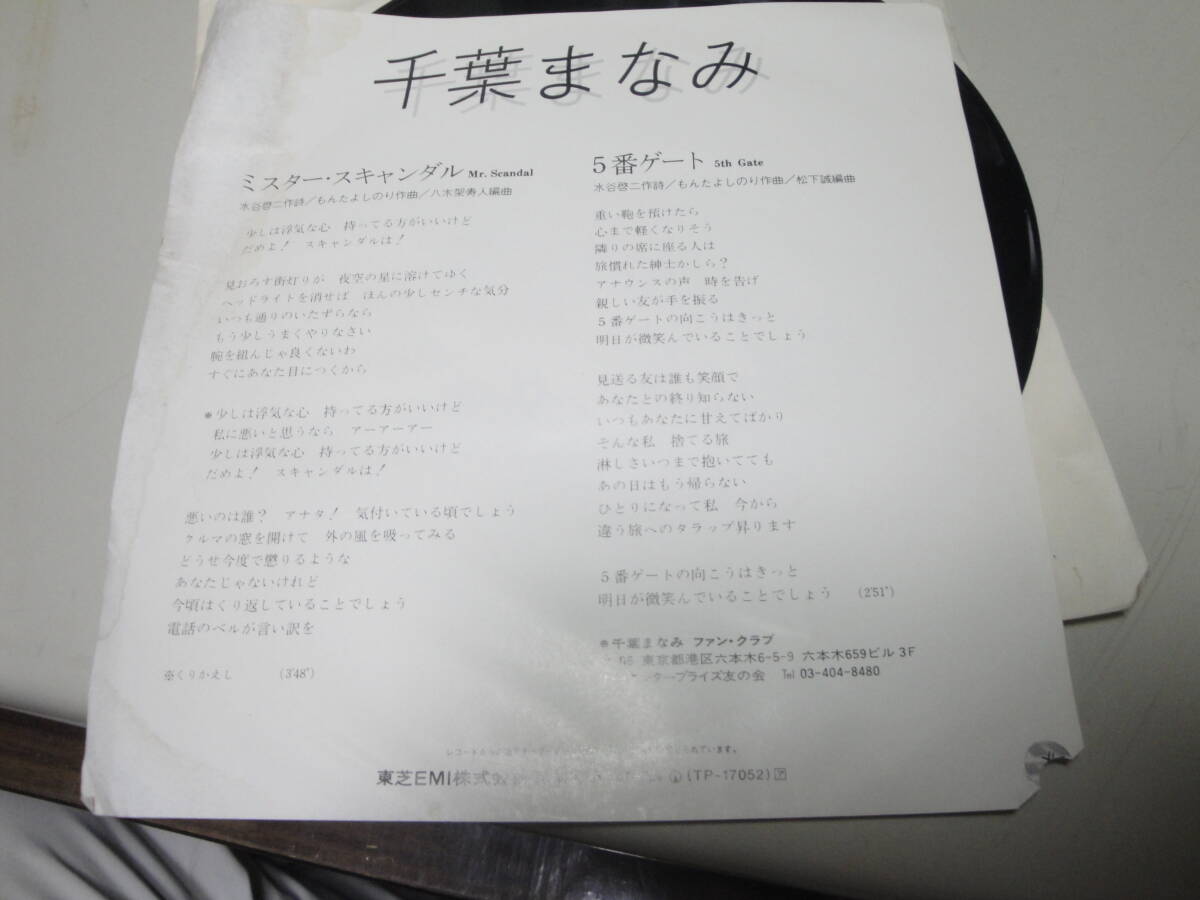 千葉まなみ
ミスター・スキャンダル Mr. Scandal
水谷啓二作詩/もんたよしのり作曲/八木架寿人編曲
少しは浮気な心　持ってる方がいいけど
だめよ!　スキャンダルは!
見おろす街灯りが　夜空の星に溶けてゆく
ヘッドライトを消せば　ほんの少しセンチな気分
いつも通りのいたずらなら
もう少しうまくやりなさい
腕を組んじゃ良くないわ
すぐにあなた目につくから
※少しは浮気な心　持ってる方がいいけど
私に悪いと思うなら　アーアーアー
少しは浮気な心　持ってる方がいいけど
だめよ!　スキャンダルは!
悪いのは誰?　アナタ!　気付いている頃でしょう
クルマの窓を開けて　外の風を吸ってみる
どうせ今度で懲りるような
あなたじゃないけれど
今頃はくり返していることでしょう
電話のベルが言い訳を
※くりかえし　(3'48")
5番ゲート 5th Gate
水谷啓二作詩/もんたよしのり作曲/松下誠編曲
重い鞄を預けたら
心まで軽くなりそう
隣りの席に座る人は
旅慣れた紳士かしら?
アナウンスの声　時を告げ
親しい友が手を振る
5番ゲートの向こうはきっと
明日が微笑んでいることでしょう
見送る友は誰も笑顔で
あなたとの終り知らない
いつもあなたに甘えてばかり
そんな私　捨てる旅
淋しさいつまで抱いてても
あの日はもう帰らない
ひとりになって私　今から
違う旅へのタラップ昇ります
5番ゲートの向こうはきっと
明日が微笑んでいることでしょう　(2'51")
●千葉まなみ ファン・クラブ
東京都港区六本木6-5-9 六本木659ビル 3F
プライズ友の会　Tel 03-404-8480
レコードから
ています。
東芝EMI株式会 Ⓟ(TP-17052)